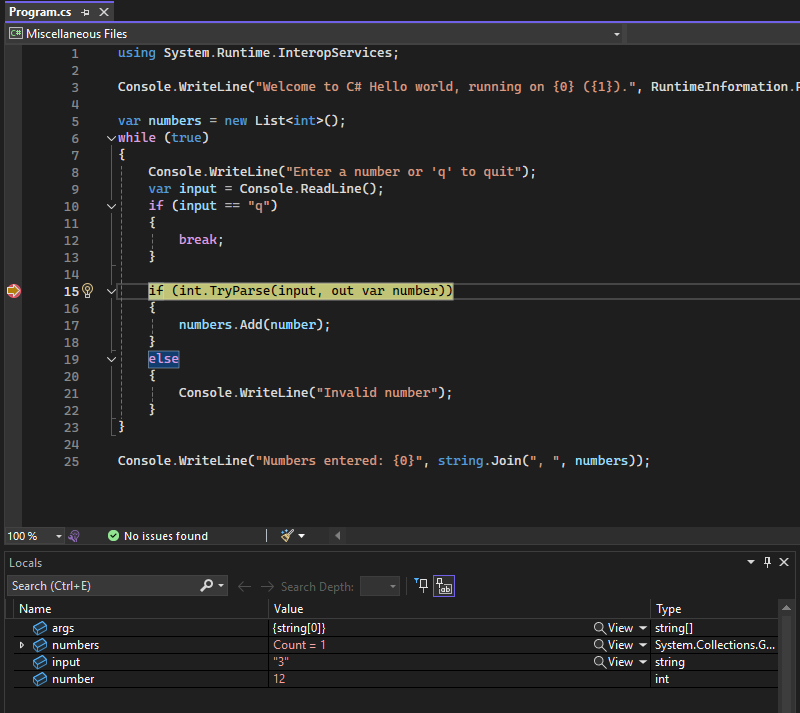 Program.cs
C# Miscellaneous Files
1 using System.Runtime.InteropServices;
2
3 Console.WriteLine("Welcome to C# Hello world, running on {0} ({1}).", RuntimeInformation.
4
5 var numbers = new List<int>();
6 while (true)
7 {
8 Console.WriteLine("Enter a number or 'q' to quit");
9 var input = Console.ReadLine();
10 if (input == "q")
11 {
12 break;
13 }
14
15 if (int.TryParse(input, out var number))
16 {
17 numbers.Add(number);
18 }
19 else
20 {
21 Console.WriteLine("Invalid number");
22 }
23 }
24
25 Console.WriteLine("Numbers entered: {0}", string.Join(", ", numbers));
100 % No issues found
Locals
Search (Ctrl+E) Search Depth:
Name Value Type
args {string[0]} View string[]
numbers Count = 1 View System.Collections.G...
input "3" View string
number 12 int